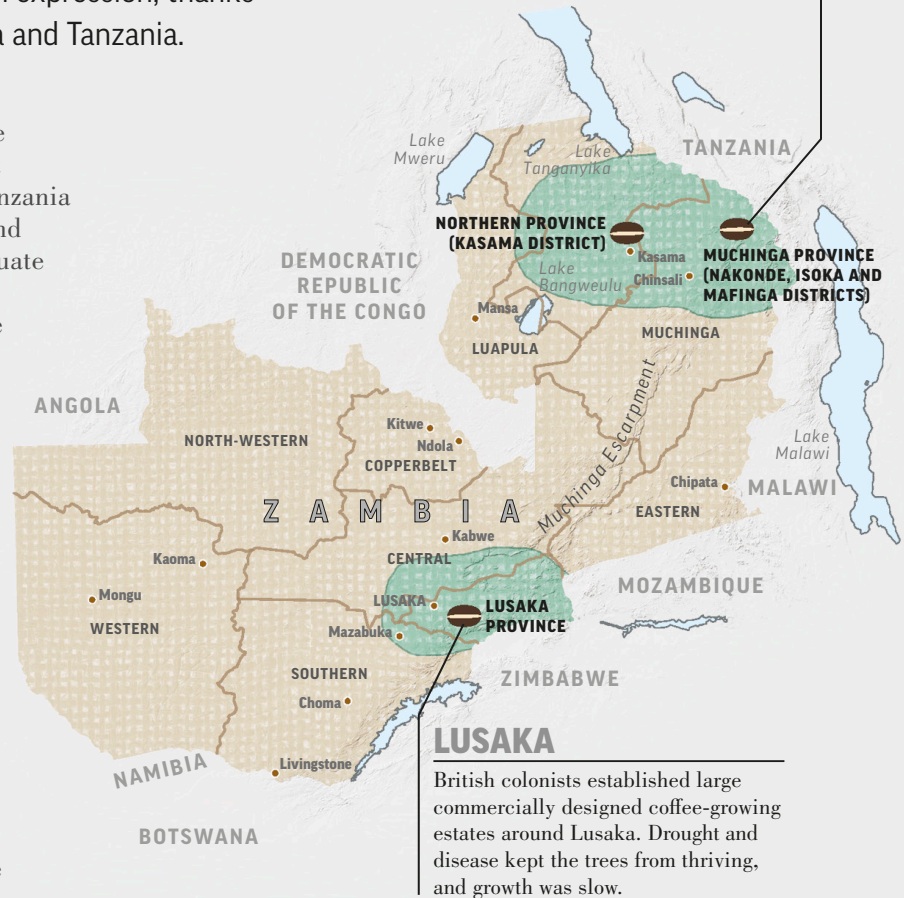 expression, thanks
and Tanzania.
nzania
Lake
Mweru
Lake
Tanganyika
TANZANIA
NORTHERN PROVINCE
(KASAMA DISTRICT)
Kasama
MUCHINGA PROVINCE
(NAKONDE, ISOKA AND
MAFINGA DISTRICTS)
Chinsali
Lake
Bangweulu
DEMOCRATIC
REPUBLIC
OF THE CONGO
Mansa
LUAPULA
MUCHINGA
ANGOLA
NORTH-WESTERN
Kitwe
Ndola
COPPERBELT
Muchinga Escarpment
Lake
Malawi
Chipata
MALAWI
EASTERN
ZAMBIA
Kabwe
CENTRAL
Kaoma
Mongu
WESTERN
LUSAKA
LUSAKA
PROVINCE
Mazabuka
MOZAMBIQUE
SOUTHERN
Choma
ZIMBABWE
Livingstone
NAMIBIA
BOTSWANA
LUSAKA
British colonists established large
commercially designed coffee-growing
estates around Lusaka. Drought and
disease kept the trees from thriving,
and growth was slow.